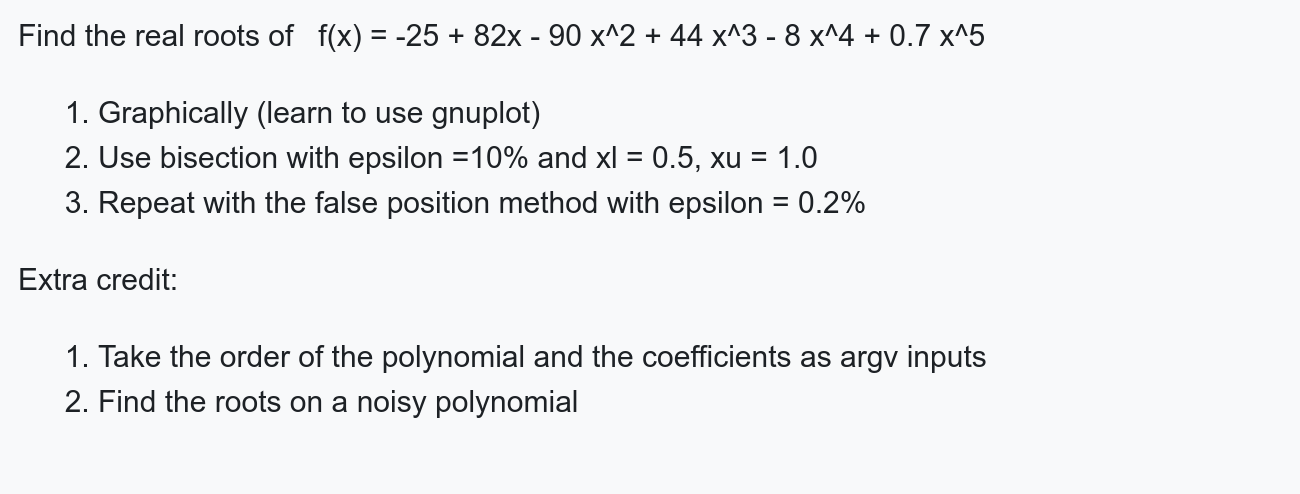 Find the real roots of f(x) = -25 + 82x - 90 x^2 + 44 x^3 - 8 x^4 + 0.7 x^5
1. Graphically (learn to use gnuplot)
2. Use bisection with epsilon =10% and xl = 0.5, xu = 1.0
3. Repeat with the false position method with epsilon = 0.2%
Extra credit:
1. Take the order of the polynomial and the coefficients as argv inputs
2. Find the roots on a noisy polynomial